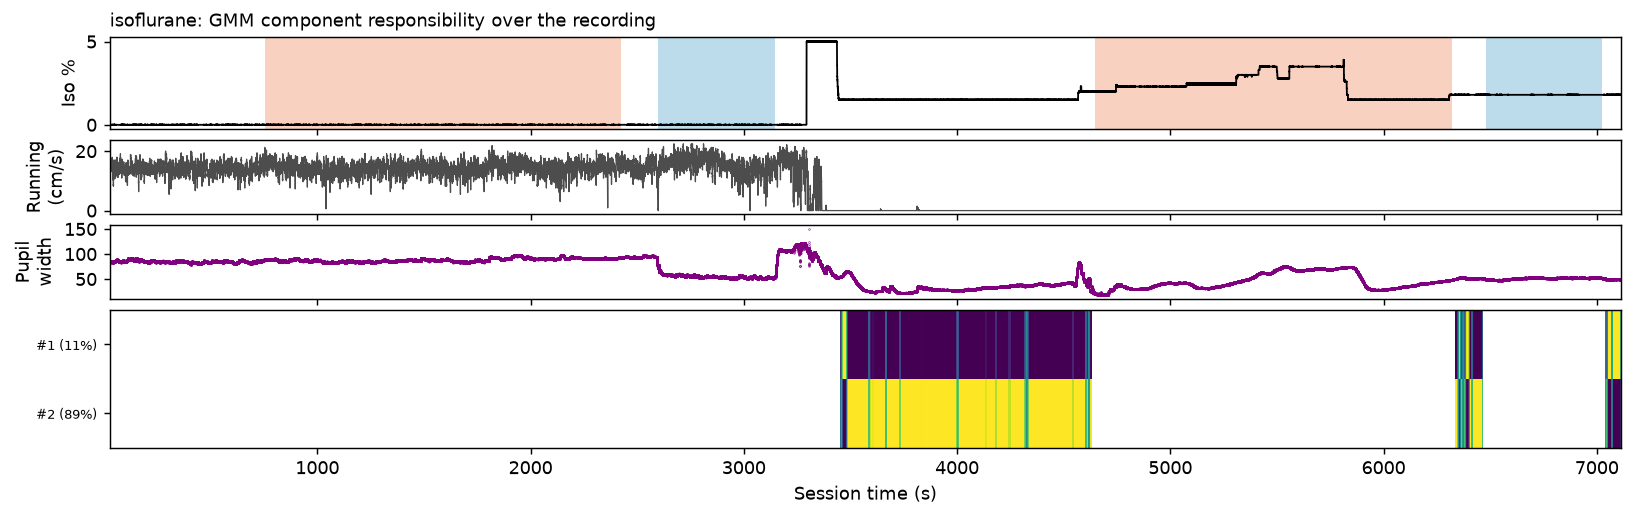 isoflurane: GMM component responsibility over the recording
5
0
Iso %
20
0
Running
(cm/s)
150
100
50
Pupil
width
#1 (11%)
#2 (89%)
1000 2000 3000 4000 5000 6000 7000
Session time (s)